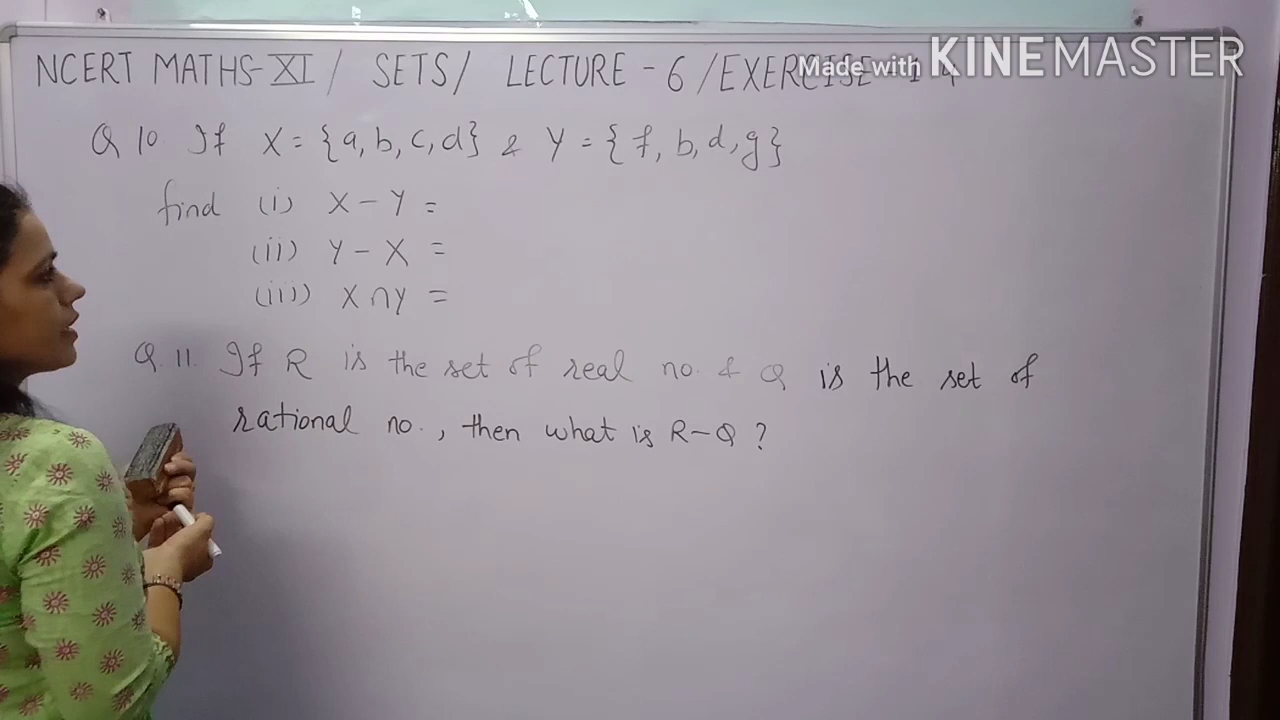 NCERT MATHS-XI / SETS / LECTURE - 6 / EXERCISE - 1.4
Made with KINEMASTER
Q 10 If X = {a, b, c, d} & Y = {f, b, d, g}
find (i) X - Y =
(ii) Y - X =
(iii) X ∩ Y =
Q. 11. If R is the set of real no. & Q is the set of
rational no., then what is R - Q ?